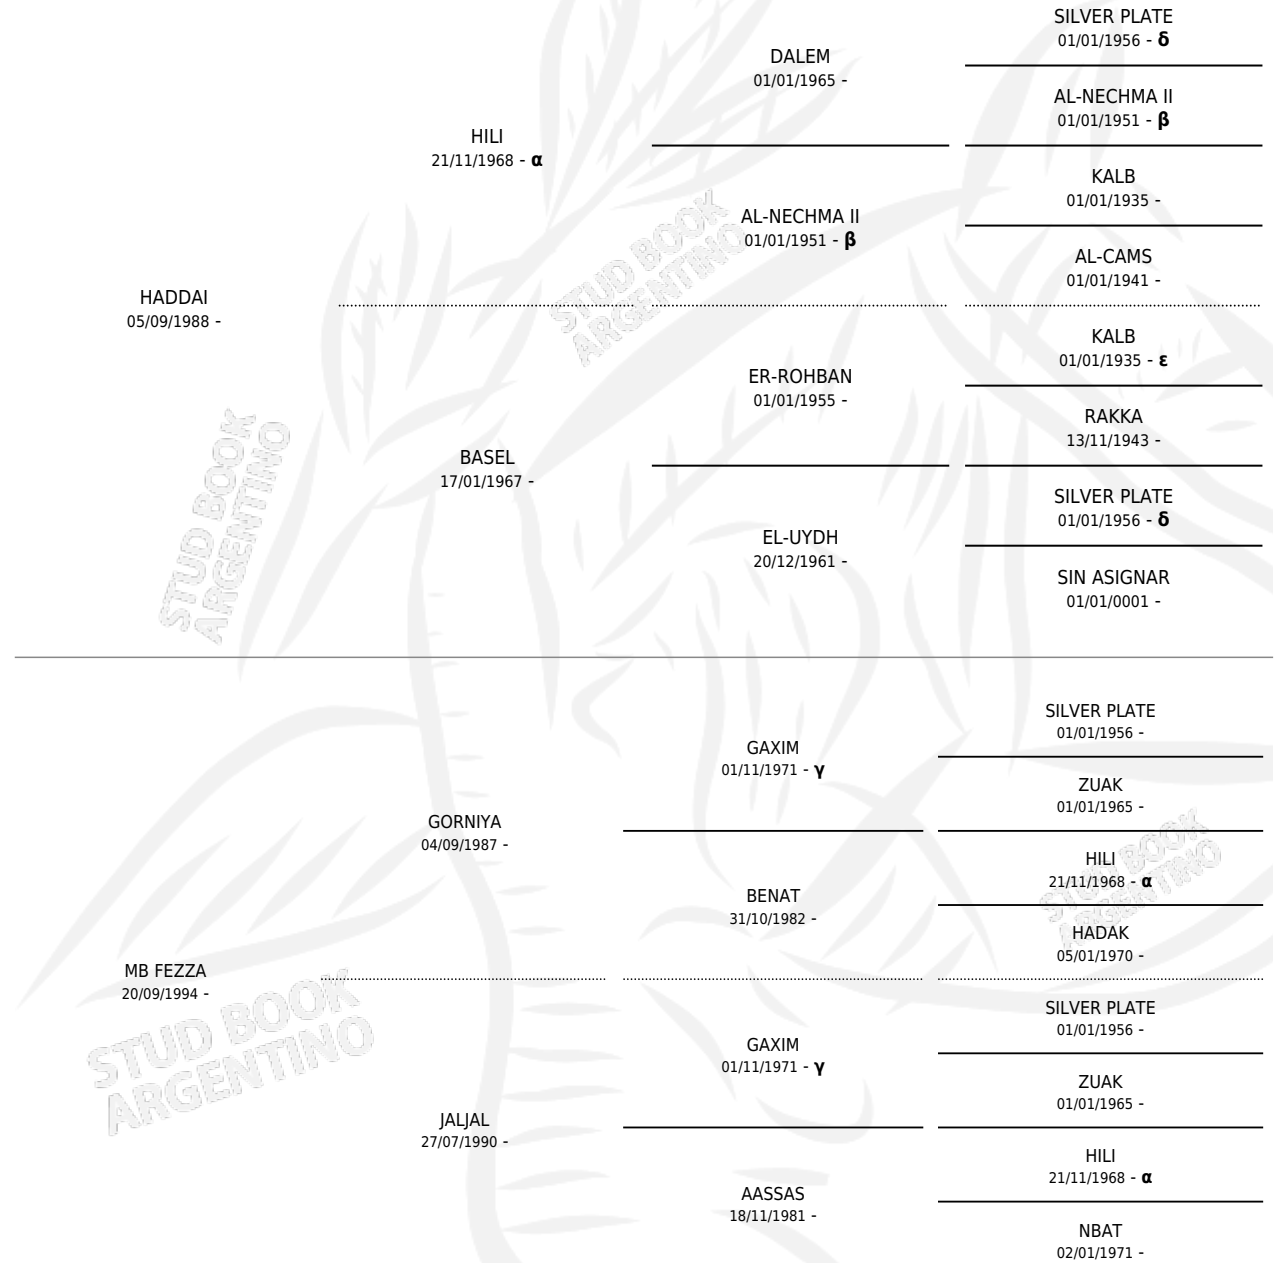 SILVER PLATE
01/01/1956 - δ
DALEM
01/01/1965 -
AL-NECHMA II
01/01/1951 - β
HILI
21/11/1968 - α
KALB
01/01/1935 -
AL-NECHMA II
01/01/1951 - β
AL-CAMS
01/01/1941 -
HADDAI
05/09/1988 -
KALB
01/01/1935 - ε
ER-ROHBAN
01/01/1955 -
RAKKA
13/11/1943 -
BASEL
17/01/1967 -
SILVER PLATE
01/01/1956 - δ
EL-UYDH
20/12/1961 -
SIN ASIGNAR
01/01/0001 -
SILVER PLATE
01/01/1956 -
GAXIM
01/11/1971 - γ
ZUAK
01/01/1965 -
GORNIYA
04/09/1987 -
HILI
21/11/1968 - α
BENAT
31/10/1982 -
HADAK
05/01/1970 -
MB FEZZA
20/09/1994 -
SILVER PLATE
01/01/1956 -
GAXIM
01/11/1971 - γ
ZUAK
01/01/1965 -
JALJAL
27/07/1990 -
HILI
21/11/1968 - α
AASSAS
18/11/1981 -
NBAT
02/01/1971 -
STUD BOOK
ARGENTINO
STUD BOOK
ARGENTINO
STUD BOOK
ARGENTINO
STUD BOOK
ARGENTINO